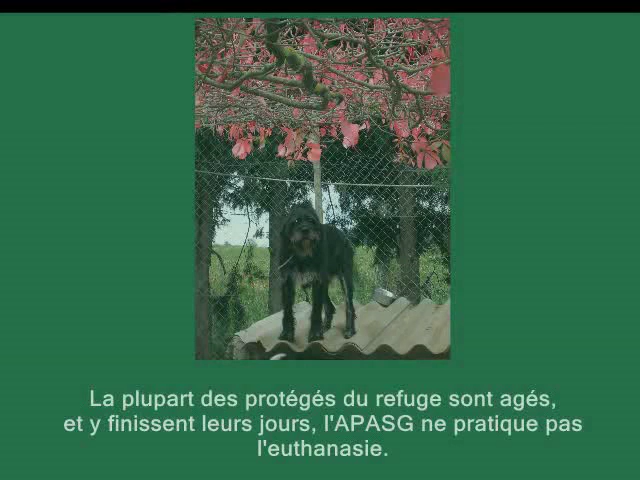 La plupart des protégés du refuge sont agés,
et y finissent leurs jours, l'APASG ne pratique pas
l'euthanasie.